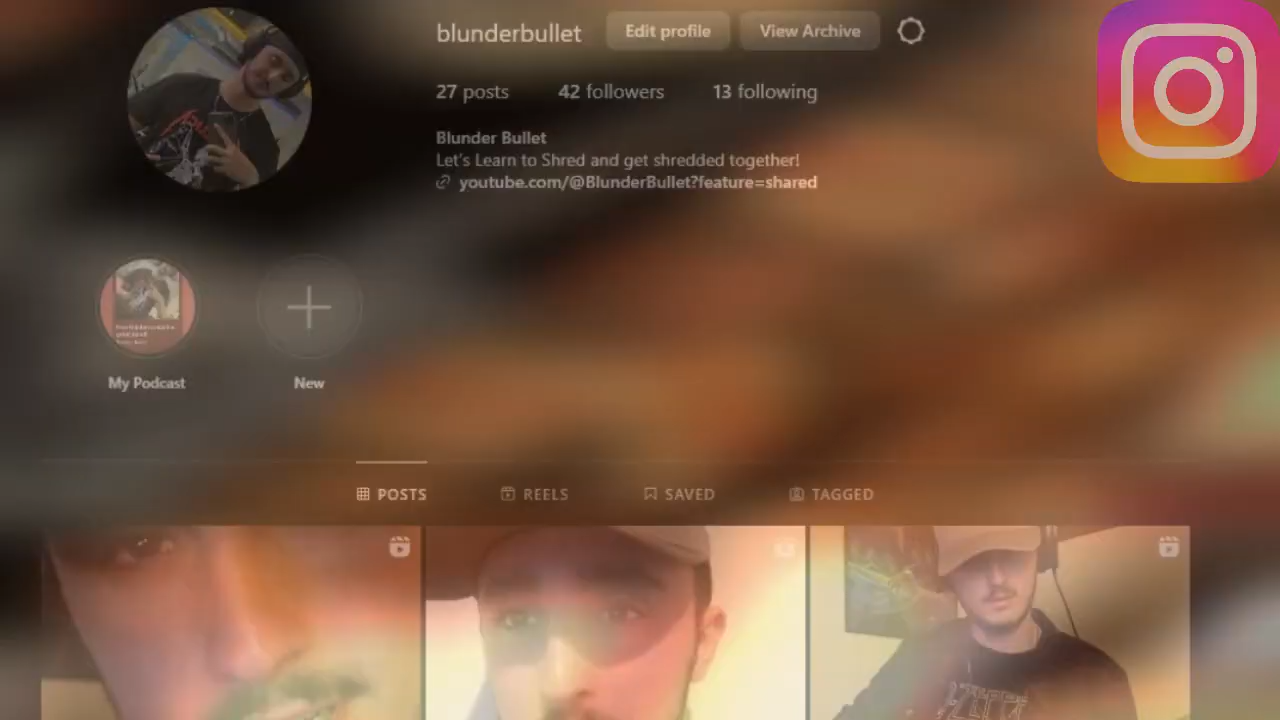 blunderbullet Edit profile View Archive
27 posts 42 followers 13 following
Blunder Bullet
Let's Learn to Shred and get shredded together!
youtube.com/@BlunderBullet?feature=shared
My Podcast New
POSTS REELS SAVED TAGGED